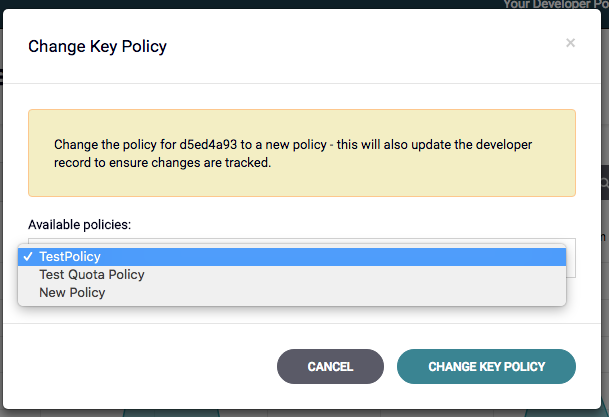 Your Developer Po
Change Key Policy
×
Change the policy for d5ed4a93 to a new policy - this will also update the developer
record to ensure changes are tracked.
Available policies:
✓ TestPolicy
Test Quota Policy
New Policy
CANCEL
CHANGE KEY POLICY